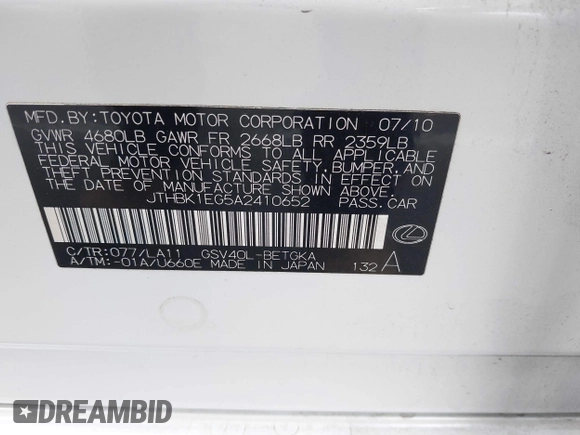 MFD.BY:TOYOTA MOTOR CORPORATION 07/10
GVWR 4680LB GAWR FR 2668LB RR 2359LB
THIS VEHICLE CONFORMS TO ALL APPLICABLE
FEDERAL MOTOR VEHICLE SAFETY, BUMPER, AND
THEFT PREVENTION STANDARDS IN EFFECT ON
THE DATE OF MANUFACTURE SHOWN ABOVE.
JTHBK1EG5A2410652 PASS.CAR
C/TR:077/LA11 GSV40L-BETGKA
A/TM:-01A/U660E MADE IN JAPAN 132 A
DREAMBID